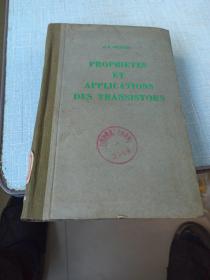 PROPRIETES
ET
APPLICATIONS
DES TRANSISTORS